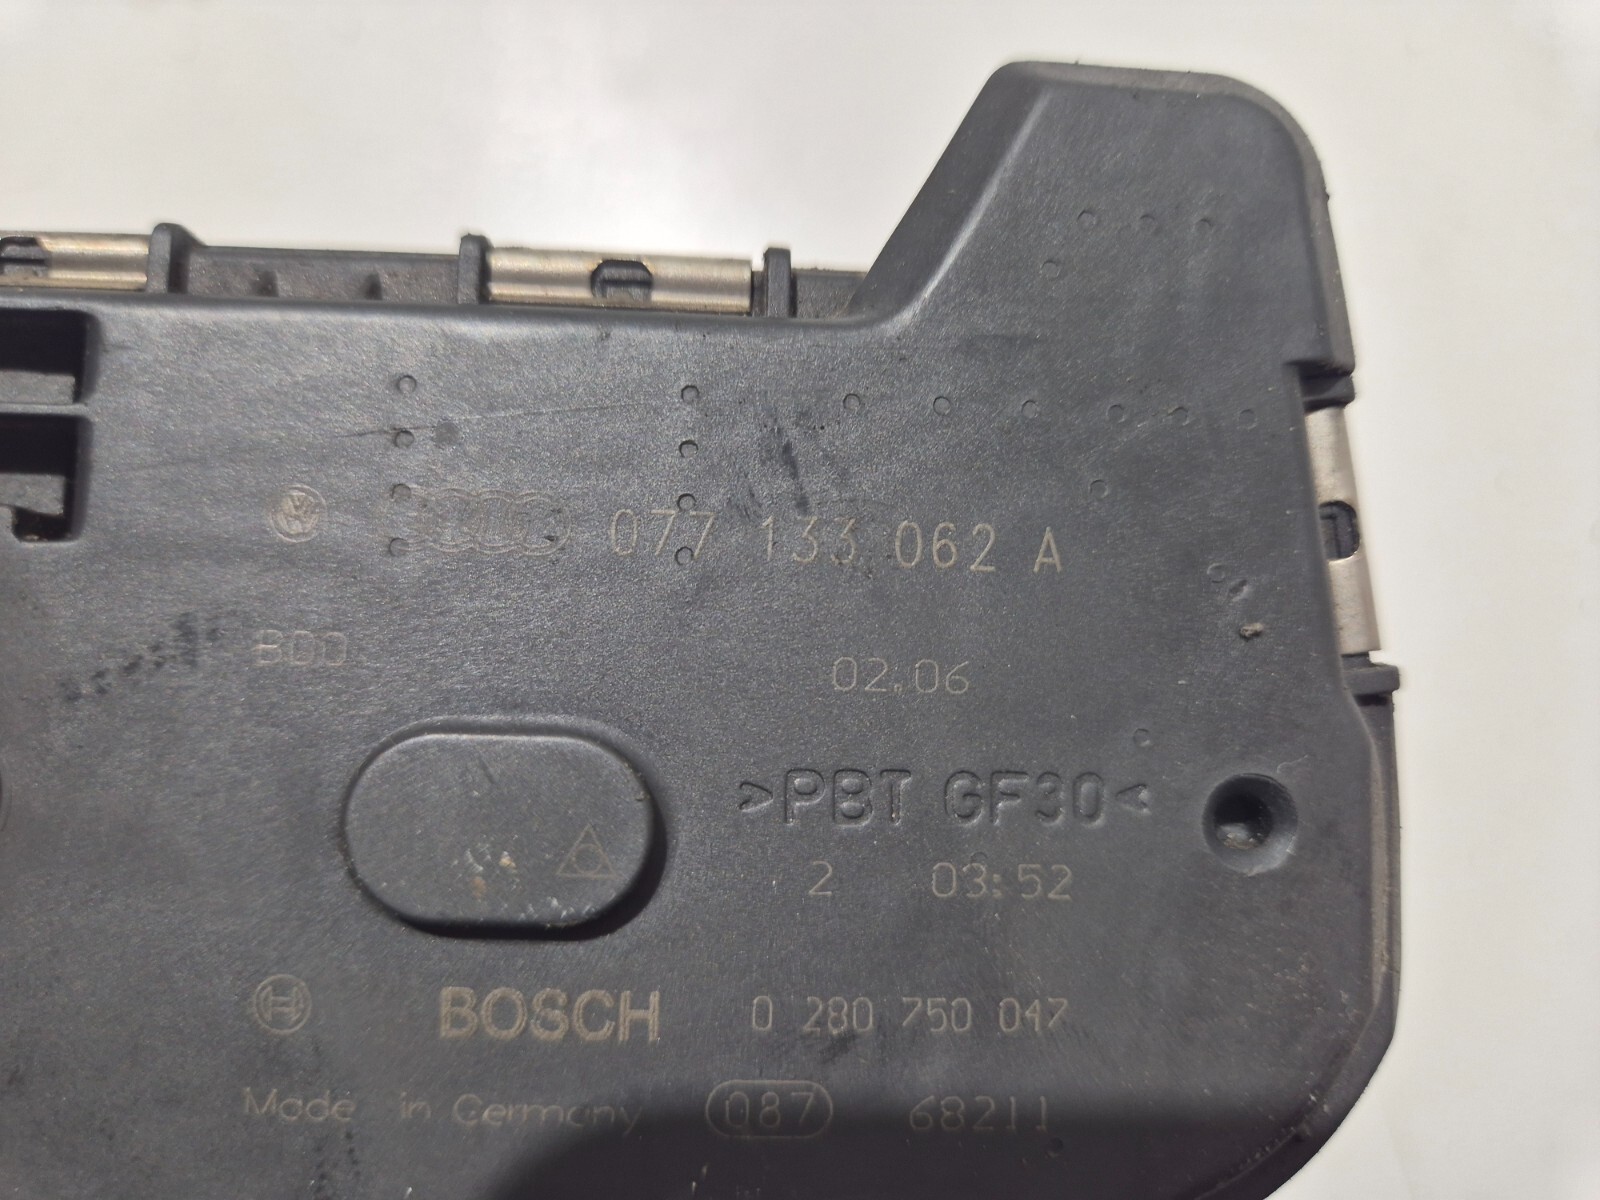 077 133 062 A
BDO 02.06
>PBT GF30<
2 03:52
BOSCH 0 280 750 047
Made in Germany 087 68211